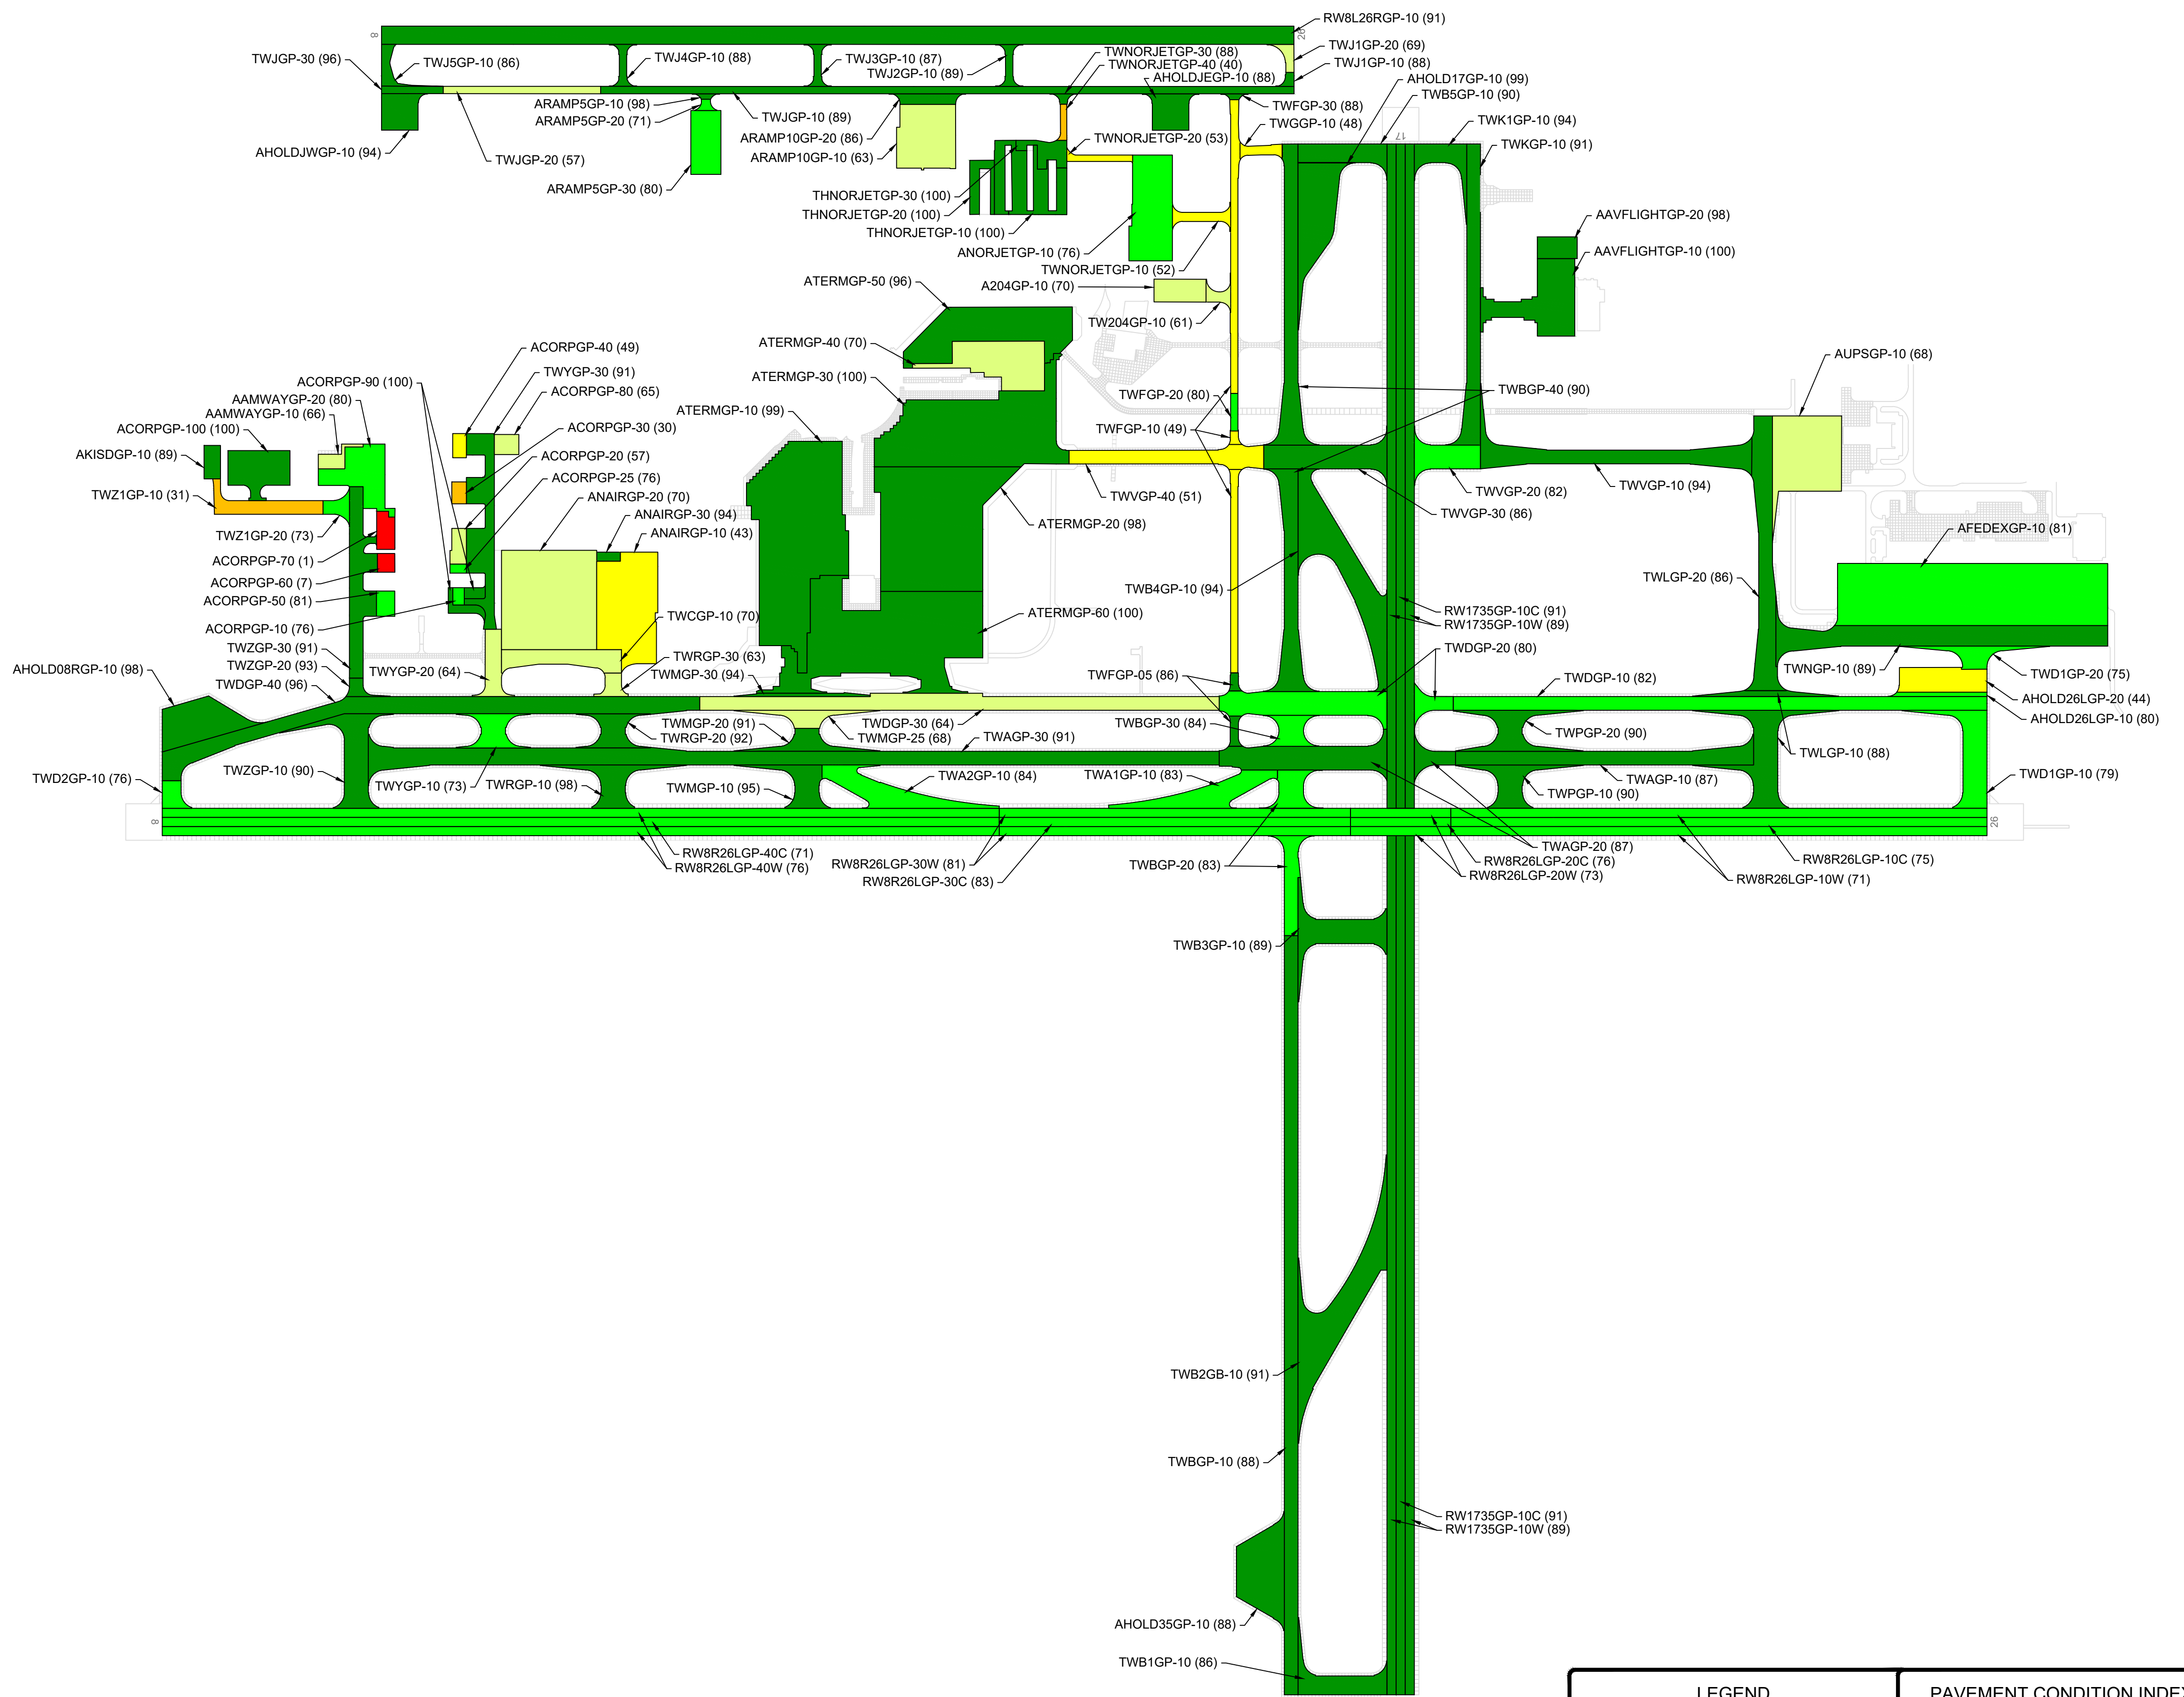 8
26
RW8L26RGP-10 (91)
TWJ1GP-20 (69)
TWJ1GP-10 (88)
TWJGP-30 (96)
TWJ5GP-10 (86)
TWJ4GP-10 (88)
TWJ3GP-10 (87)
TWJ2GP-10 (89)
TWNORJETGP-30 (88)
TWNORJETGP-40 (40)
AHOLDJEGP-10 (88)
AHOLD17GP-10 (99)
TWB5GP-10 (90)
TWK1GP-10 (94)
TWKGP-10 (91)
17
ARAMP5GP-10 (98)
ARAMP5GP-20 (71)
TWJGP-10 (89)
TWFGP-30 (88)
TWGGP-10 (48)
ARAMP10GP-20 (86)
ARAMP10GP-10 (63)
TWNORJETGP-20 (53)
AHOLDJWGP-10 (94)
TWJGP-20 (57)
ARAMP5GP-30 (80)
THNORJETGP-30 (100)
THNORJETGP-20 (100)
THNORJETGP-10 (100)
ANORJETGP-10 (76)
TWNORJETGP-10 (52)
AAVFLIGHTGP-20 (98)
AAVFLIGHTGP-10 (100)
ATERMGP-50 (96)
A204GP-10 (70)
TW204GP-10 (61)
ATERMGP-40 (70)
ATERMGP-30 (100)
ATERMGP-10 (99)
AUPSGP-10 (68)
TWBGP-40 (90)
TWFGP-20 (80)
TWFGP-10 (49)
ACORPGP-40 (49)
TWYGP-30 (91)
ACORPGP-80 (65)
ACORPGP-90 (100)
AAMWAYGP-20 (80)
AAMWAYGP-10 (66)
ACORPGP-100 (100)
AKISDGP-10 (89)
ACORPGP-30 (30)
ACORPGP-20 (57)
ACORPGP-25 (76)
TWZ1GP-10 (31)
ANAIRGP-20 (70)
ANAIRGP-30 (94)
ANAIRGP-10 (43)
TWVGP-40 (51)
ATERMGP-20 (98)
TWVGP-20 (82)
TWVGP-30 (86)
TWVGP-10 (94)
AFEDEXGP-10 (81)
TWZ1GP-20 (73)
ACORPGP-70 (1)
ACORPGP-60 (7)
ACORPGP-50 (81)
ACORPGP-10 (76)
TWB4GP-10 (94)
TWLGP-20 (86)
TWCGP-10 (70)
ATERMGP-60 (100)
RW1735GP-10C (91)
RW1735GP-10W (89)
TWZGP-30 (91)
TWZGP-20 (93)
TWDGP-40 (96)
AHOLD08RGP-10 (98)
TWYGP-20 (64)
TWRGP-30 (63)
TWMGP-30 (94)
TWFGP-05 (86)
TWDGP-20 (80)
TWDGP-10 (82)
TWNGP-10 (89)
TWD1GP-20 (75)
AHOLD26LGP-20 (44)
AHOLD26LGP-10 (80)
TWMGP-20 (91)
TWRGP-20 (92)
TWDGP-30 (64)
TWMGP-25 (68)
TWBGP-30 (84)
TWAGP-30 (91)
TWPGP-20 (90)
TWLGP-10 (88)
TWD2GP-10 (76)
TWZGP-10 (90)
TWYGP-10 (73)
TWRGP-10 (98)
TWMGP-10 (95)
TWA2GP-10 (84)
TWA1GP-10 (83)
TWAGP-10 (87)
TWPGP-10 (90)
TWD1GP-10 (79)
8
26
RW8R26LGP-40C (71)
RW8R26LGP-40W (76)
RW8R26LGP-30W (81)
RW8R26LGP-30C (83)
TWBGP-20 (83)
TWAGP-20 (87)
RW8R26LGP-20C (76)
RW8R26LGP-20W (73)
RW8R26LGP-10C (75)
RW8R26LGP-10W (71)
TWB3GP-10 (89)
TWB2GB-10 (91)
TWBGP-10 (88)
RW1735GP-10C (91)
RW1735GP-10W (89)
AHOLD35GP-10 (88)
TWB1GP-10 (86)
LEGEND
PAVEMENT CONDITION INDEX